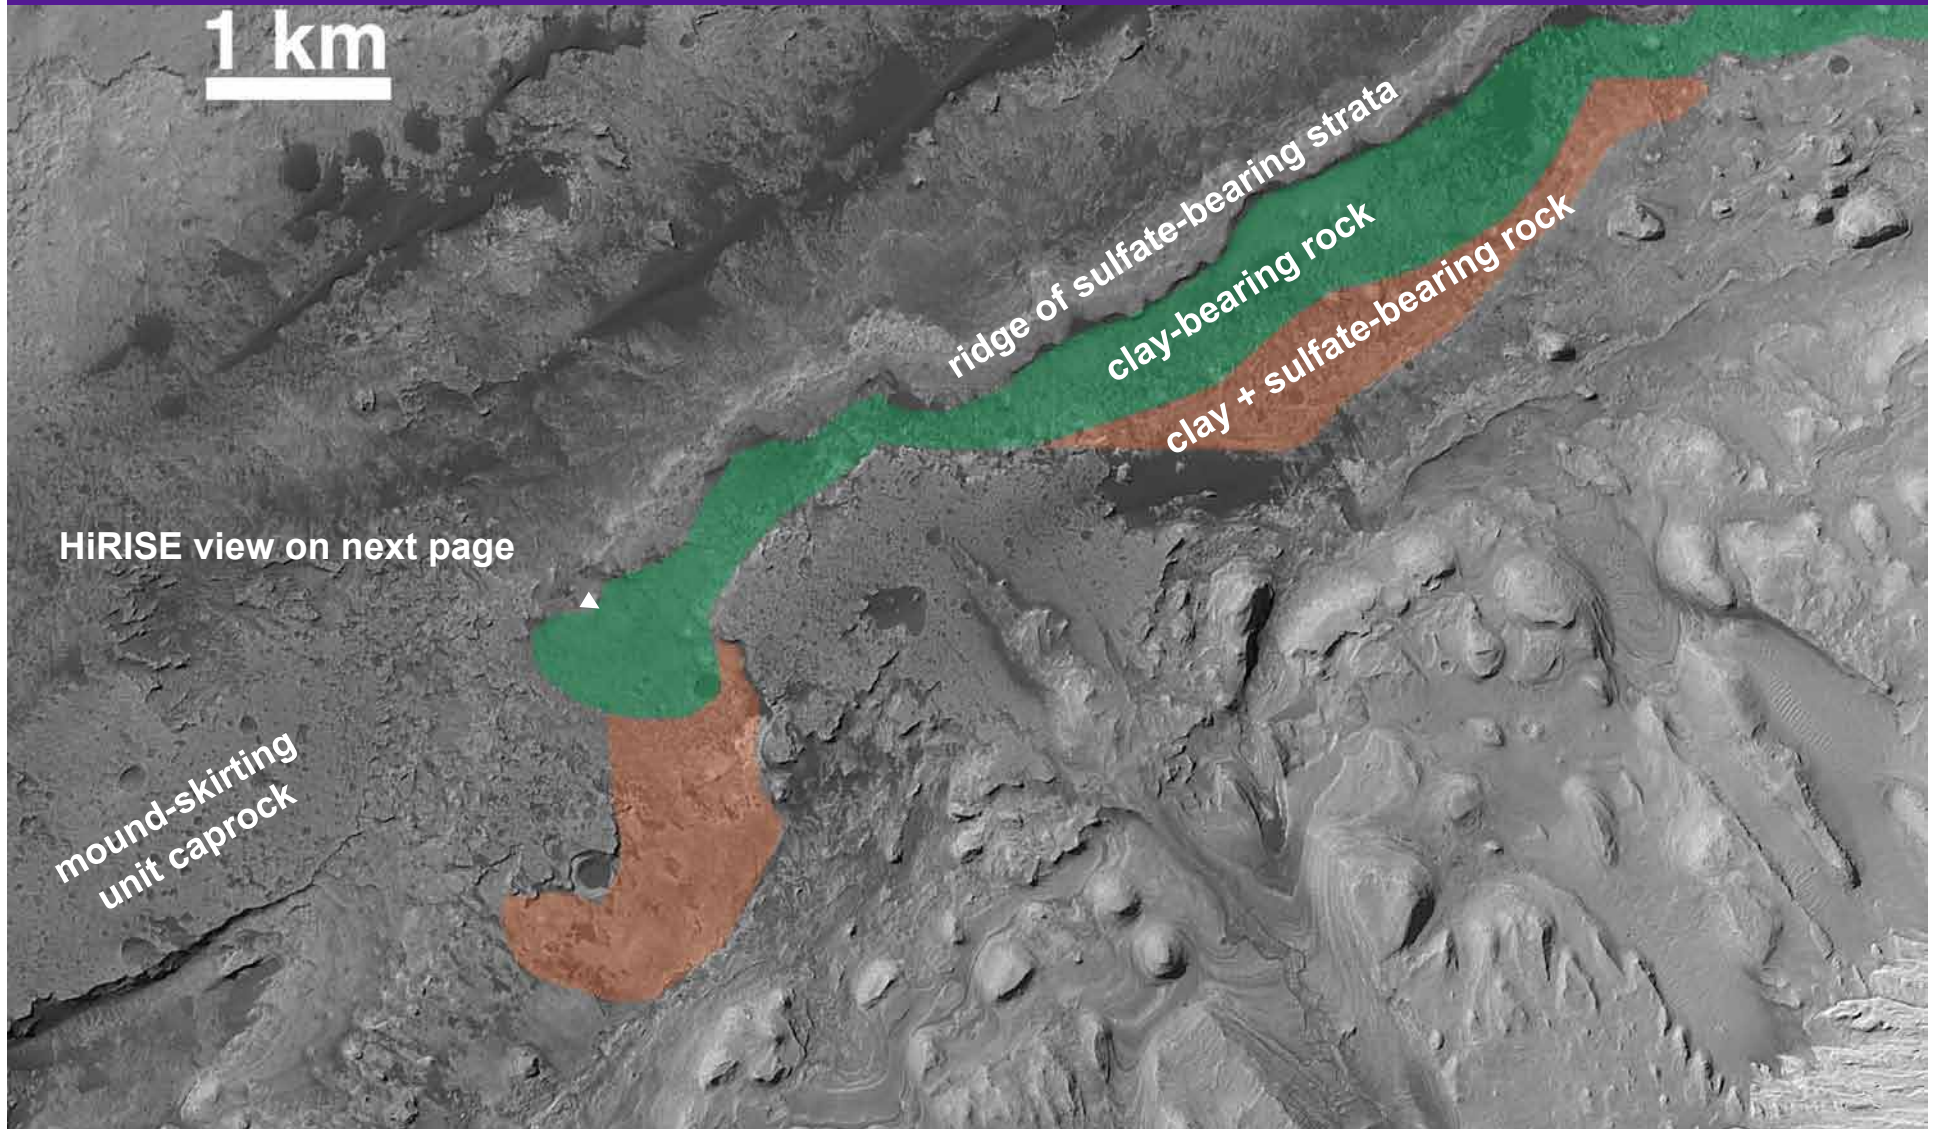 1 km
ridge of sulfate-bearing strata
clay-bearing rock
clay + sulfate-bearing rock
HiRISE view on next page
mound-skirting
unit caprock